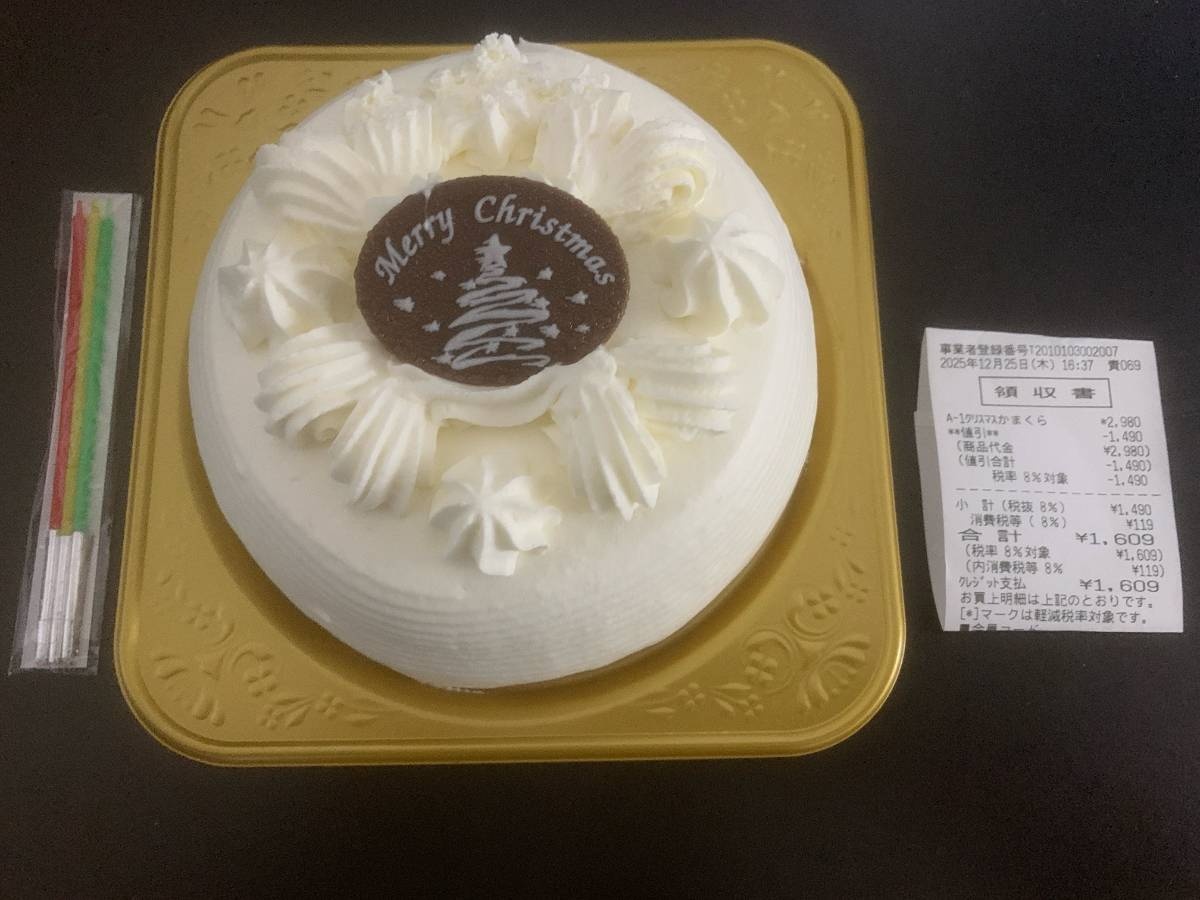 Merry Christmas
事業者登録番号T2010103002007
2025年12月25日(木) 16:37 責069
領収書
A-1クリスマスかまくら *2,980
**値引** -1,490
(商品代金 ¥2,980)
(値引合計 -1,490)
税率 8%対象 -1,490
小 計(税抜 8%) ¥1,490
消費税等( 8%) ¥119
合 計 ¥1,609
(税率 8%対象 ¥1,609)
(内消費税等 8% ¥119)
クレジット支払 ¥1,609
お買上明細は上記のとおりです。
[*]マークは軽減税率対象です。